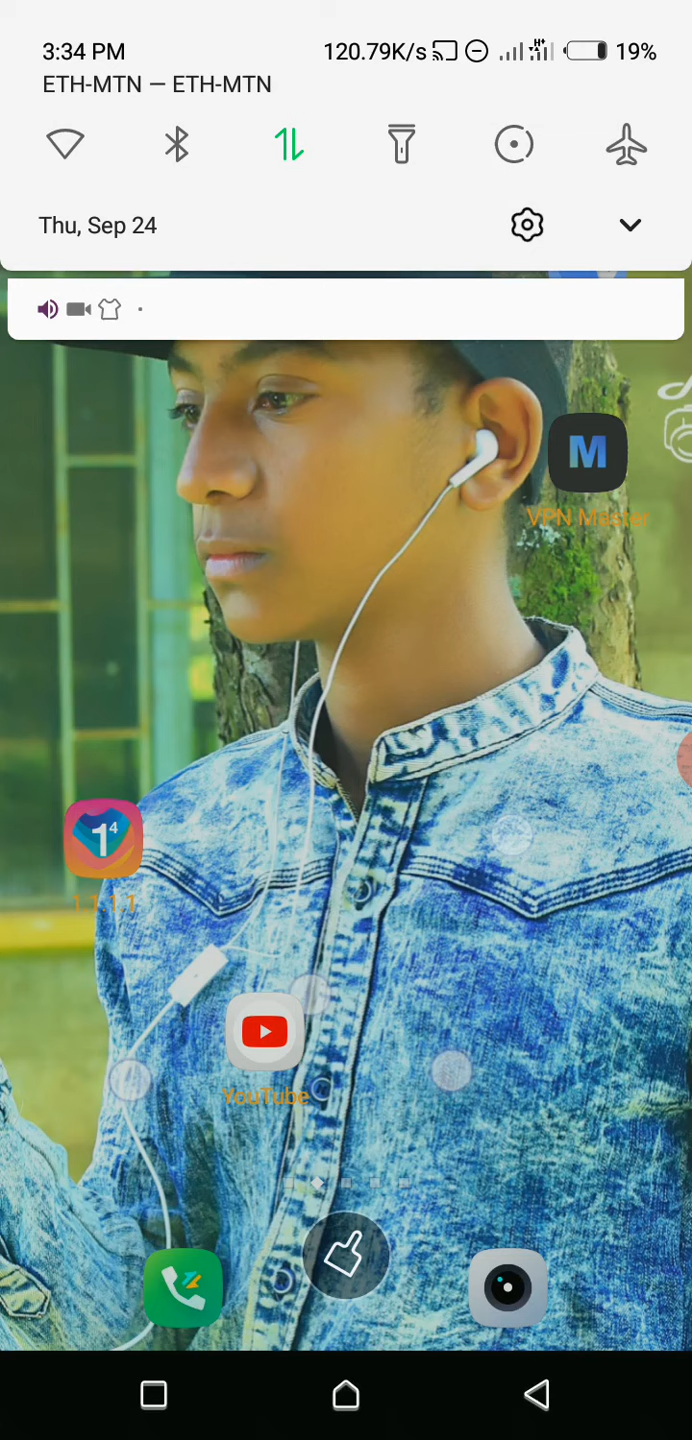 3:34 PM 120.79K/s 19%
ETH-MTN — ETH-MTN
Thu, Sep 24
M
VPN Master
1⁴
1.1.1.1
YouTube